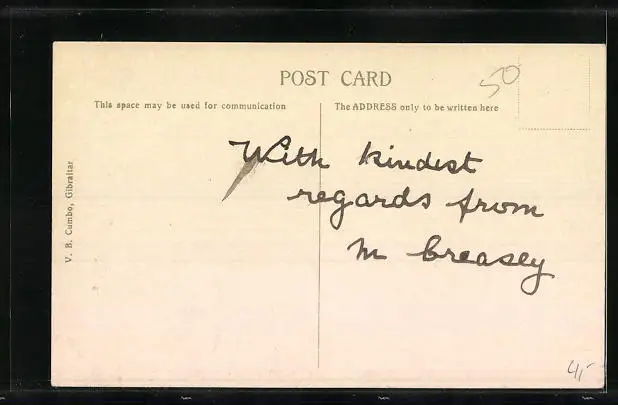 POST CARD
50
This space may be used for communication
The ADDRESS only to be written here
With kindest
regards from
M Creasey
V. B. Cumbo, Gibraltar
4,-